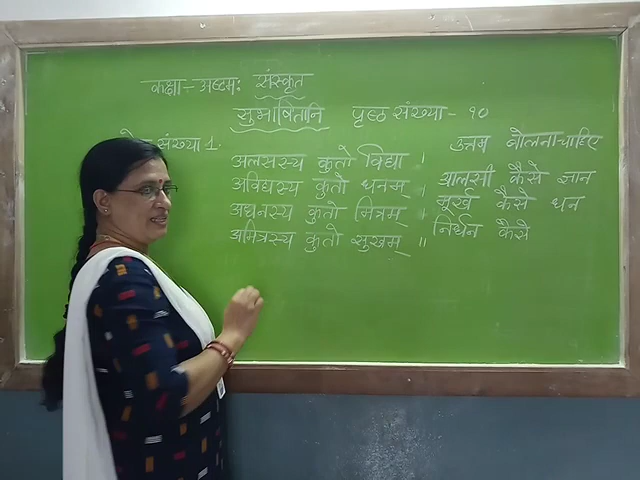 कक्षा – अष्टमः संस्कृत
सुभाषितानि पृष्ठ संख्या – १०
संख्या 1.
अलसस्य कुतो विद्या ।
अविद्यस्य कुतो धनम् ।
अधनस्य कुतो मित्रम् ।
अमित्रस्य कुतो सुखम् ॥
उत्तम बोलना चाहिए
आलसी कैसे ज्ञान
मूर्ख कैसे धन
निर्धन कैसे